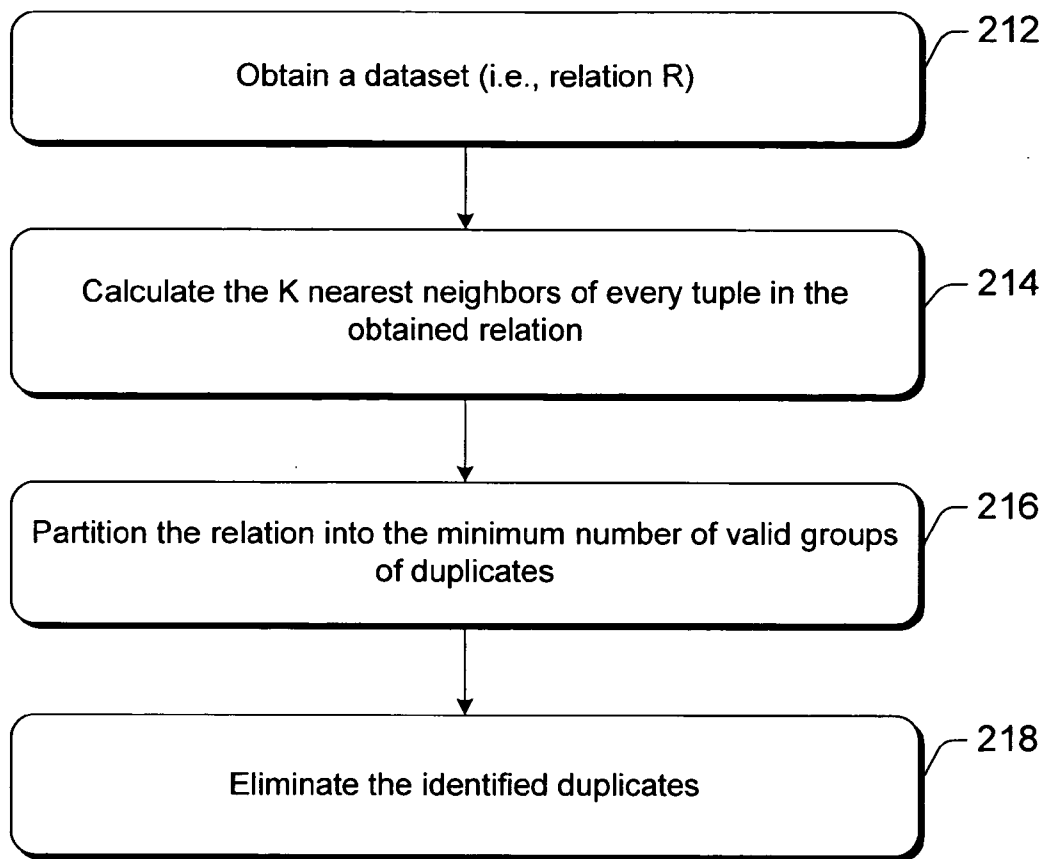 212
Obtain a dataset (i.e., relation R)
214
Calculate the K nearest neighbors of every tuple in the
obtained relation
216
Partition the relation into the minimum number of valid groups
of duplicates
218
Eliminate the identified duplicates